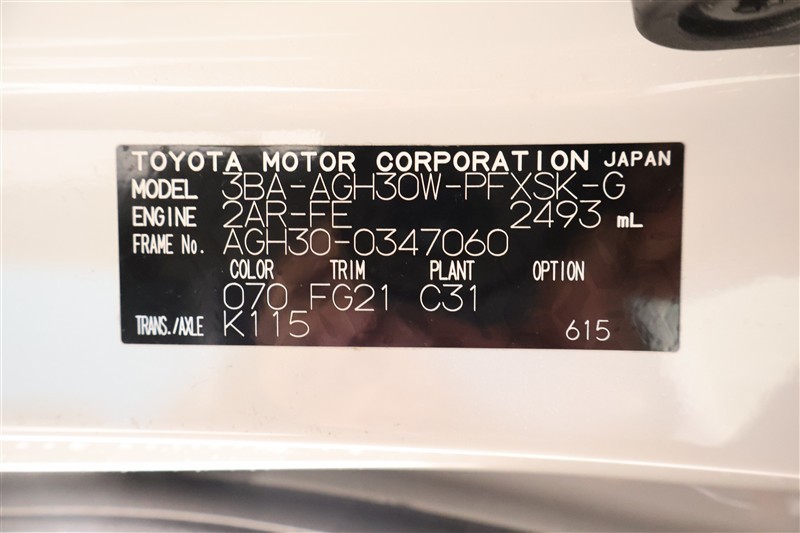 TOYOTA MOTOR CORPORATION JAPAN
MODEL 3BA-AGH30W-PFXSK-G
ENGINE 2AR-FE 2493 mL
FRAME No. AGH30-0347060
COLOR TRIM PLANT OPTION
070 FG21 C31
TRANS./AXLE K115 615